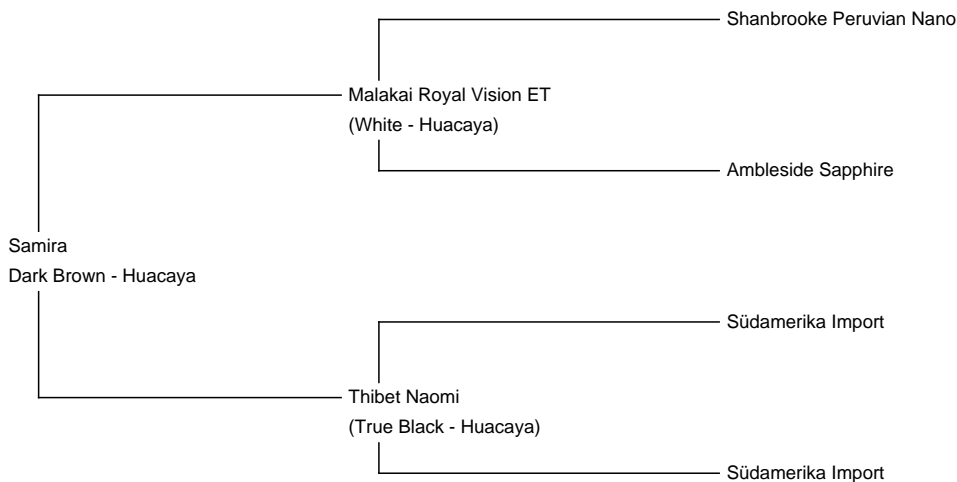 Shanbrooke Peruvian Nano
Malakai Royal Vision ET
(White - Huacaya)
Ambleside Sapphire
Samira
Dark Brown - Huacaya
Südamerika Import
Thibet Naomi
(True Black - Huacaya)
Südamerika Import